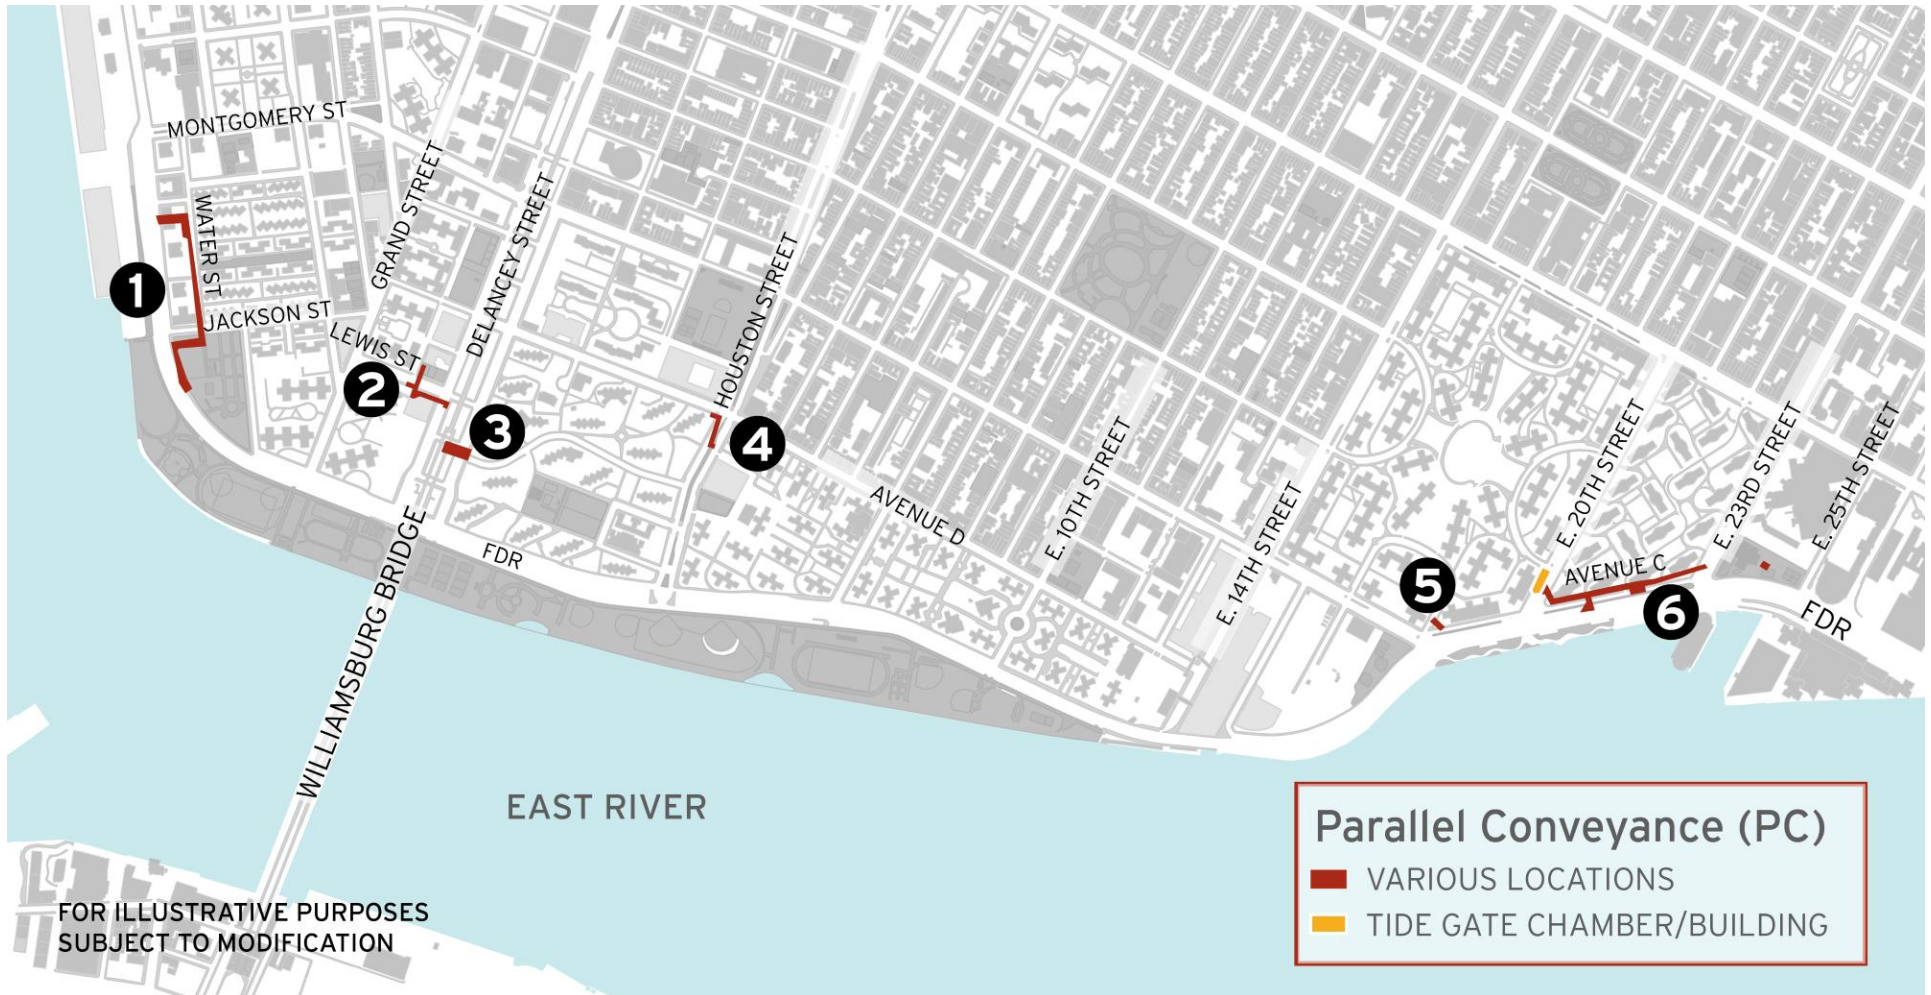 MONTGOMERY ST
WATER ST
GRAND STREET
DELANCEY STREET
1
JACKSON ST
LEWIS ST
HOUSTON STREET
2
3
4
AVENUE D
E. 10TH STREET
E. 14TH STREET
E. 20TH STREET
E. 23RD STREET
E. 25TH STREET
AVENUE C
5
6
FDR
FDR
WILLIAMSBURG BRIDGE
EAST RIVER
Parallel Conveyance (PC)
VARIOUS LOCATIONS
TIDE GATE CHAMBER/BUILDING
FOR ILLUSTRATIVE PURPOSES
SUBJECT TO MODIFICATION